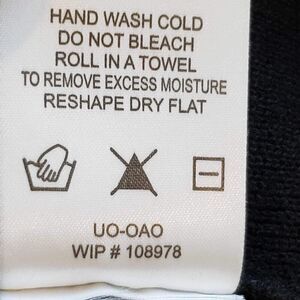 HAND WASH COLD
DO NOT BLEACH
ROLL IN A TOWEL
TO REMOVE EXCESS MOISTURE
RESHAPE DRY FLAT
UO-OAO
WIP # 108978